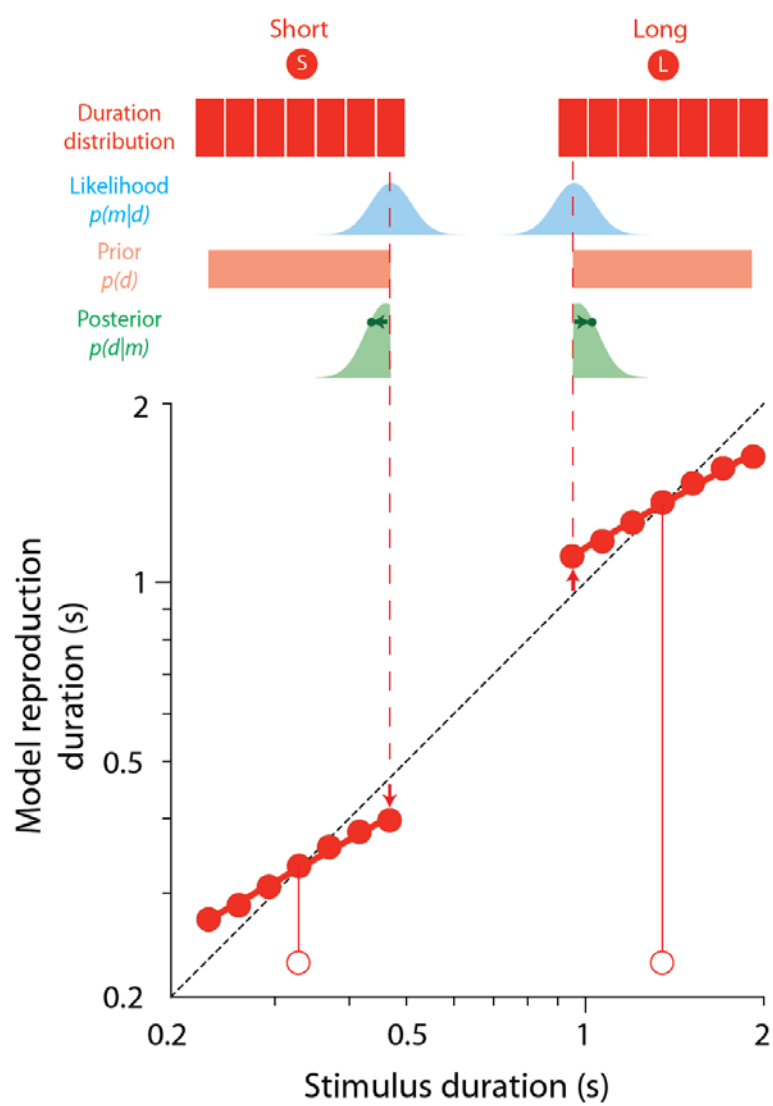 Short
Long
S
L
Duration
distribution
Likelihood
p(m|d)
Prior
p(d)
Posterior
p(d|m)
2
1
0.5
0.2
Model reproduction
duration (s)
0.2
0.5
1
2
Stimulus duration (s)